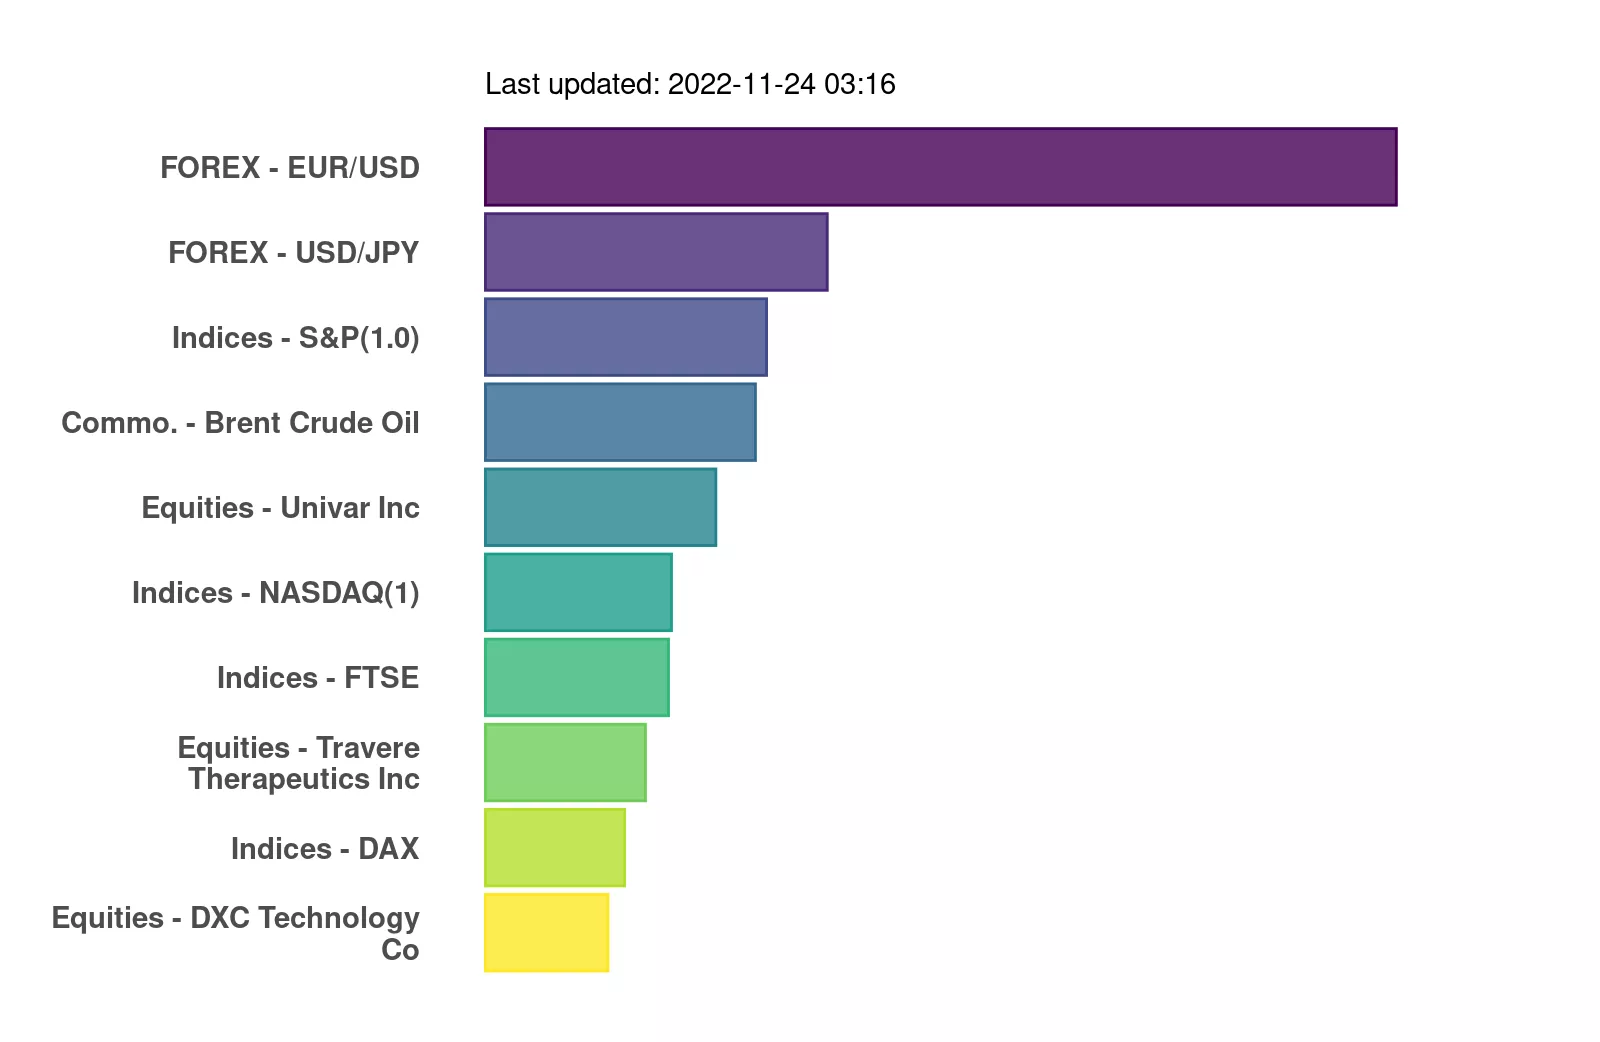 Last updated: 2022-11-24 03:16
FOREX - EUR/USD
FOREX - USD/JPY
Indices - S&P(1.0)
Commo. - Brent Crude Oil
Equities - Univar Inc
Indices - NASDAQ(1)
Indices - FTSE
Equities - Travere
Therapeutics Inc
Indices - DAX
Equities - DXC Technology
Co